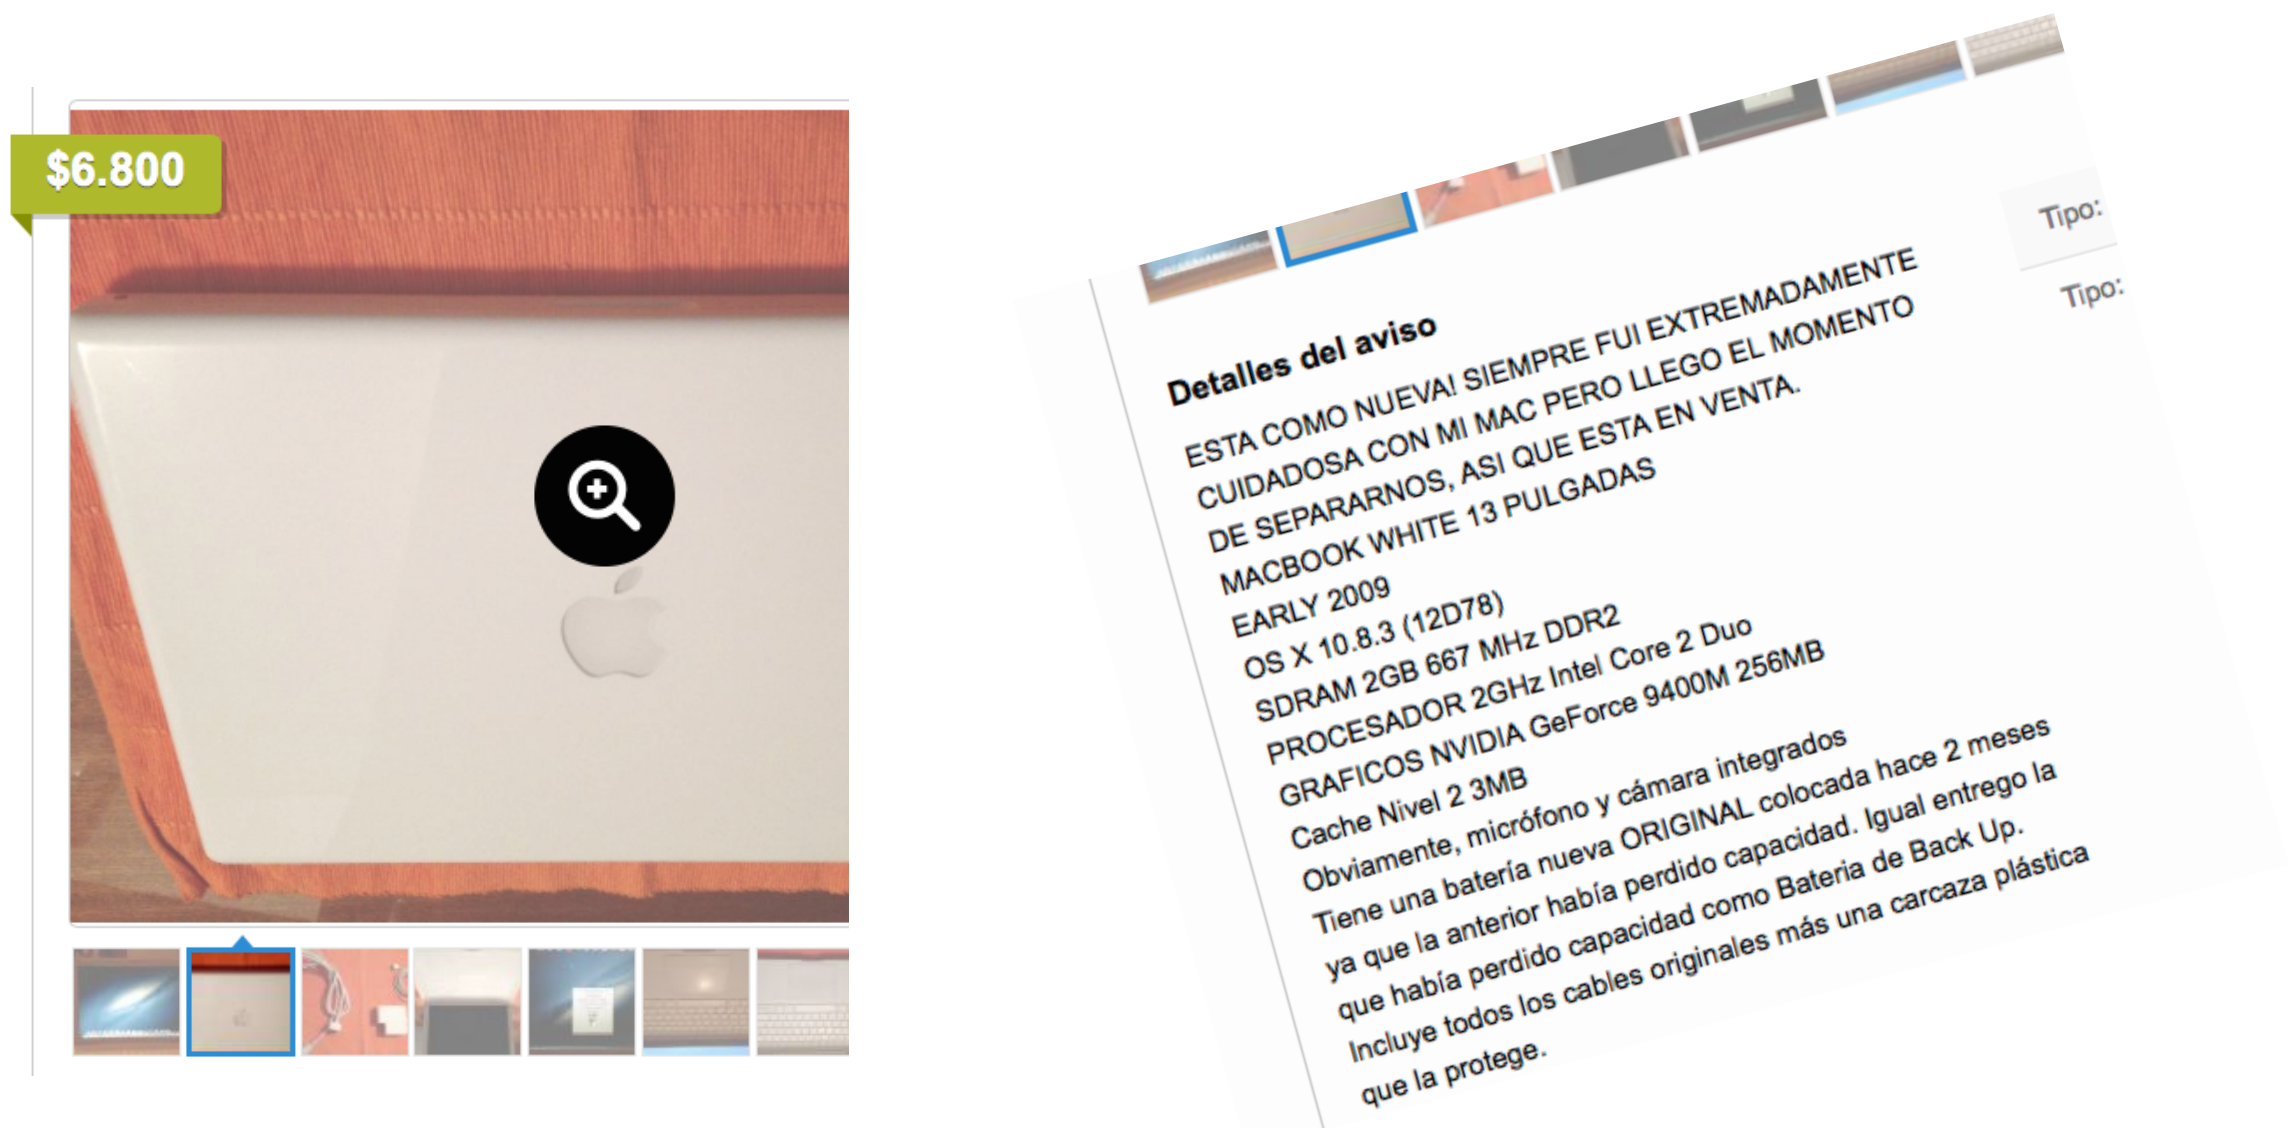 $6.800
Tipo:
Tipo:
Detalles del aviso
ESTA COMO NUEVA! SIEMPRE FUI EXTREMADAMENTE
CUIDADOSA CON MI MAC PERO LLEGO EL MOMENTO
DE SEPARARNOS, ASI QUE ESTA EN VENTA.
MACBOOK WHITE 13 PULGADAS
EARLY 2009
OS X 10.8.3 (12D78)
SDRAM 2GB 667 MHz DDR2
PROCESADOR 2GHz Intel Core 2 Duo
GRAFICOS NVIDIA GeForce 9400M 256MB
Cache Nivel 2 3MB
Obviamente, micrófono y cámara integrados
Tiene una batería nueva ORIGINAL colocada hace 2 meses
ya que la anterior había perdido capacidad. Igual entrego la
que había perdido capacidad como Bateria de Back Up.
Incluye todos los cables originales más una carcaza plástica
que la protege.